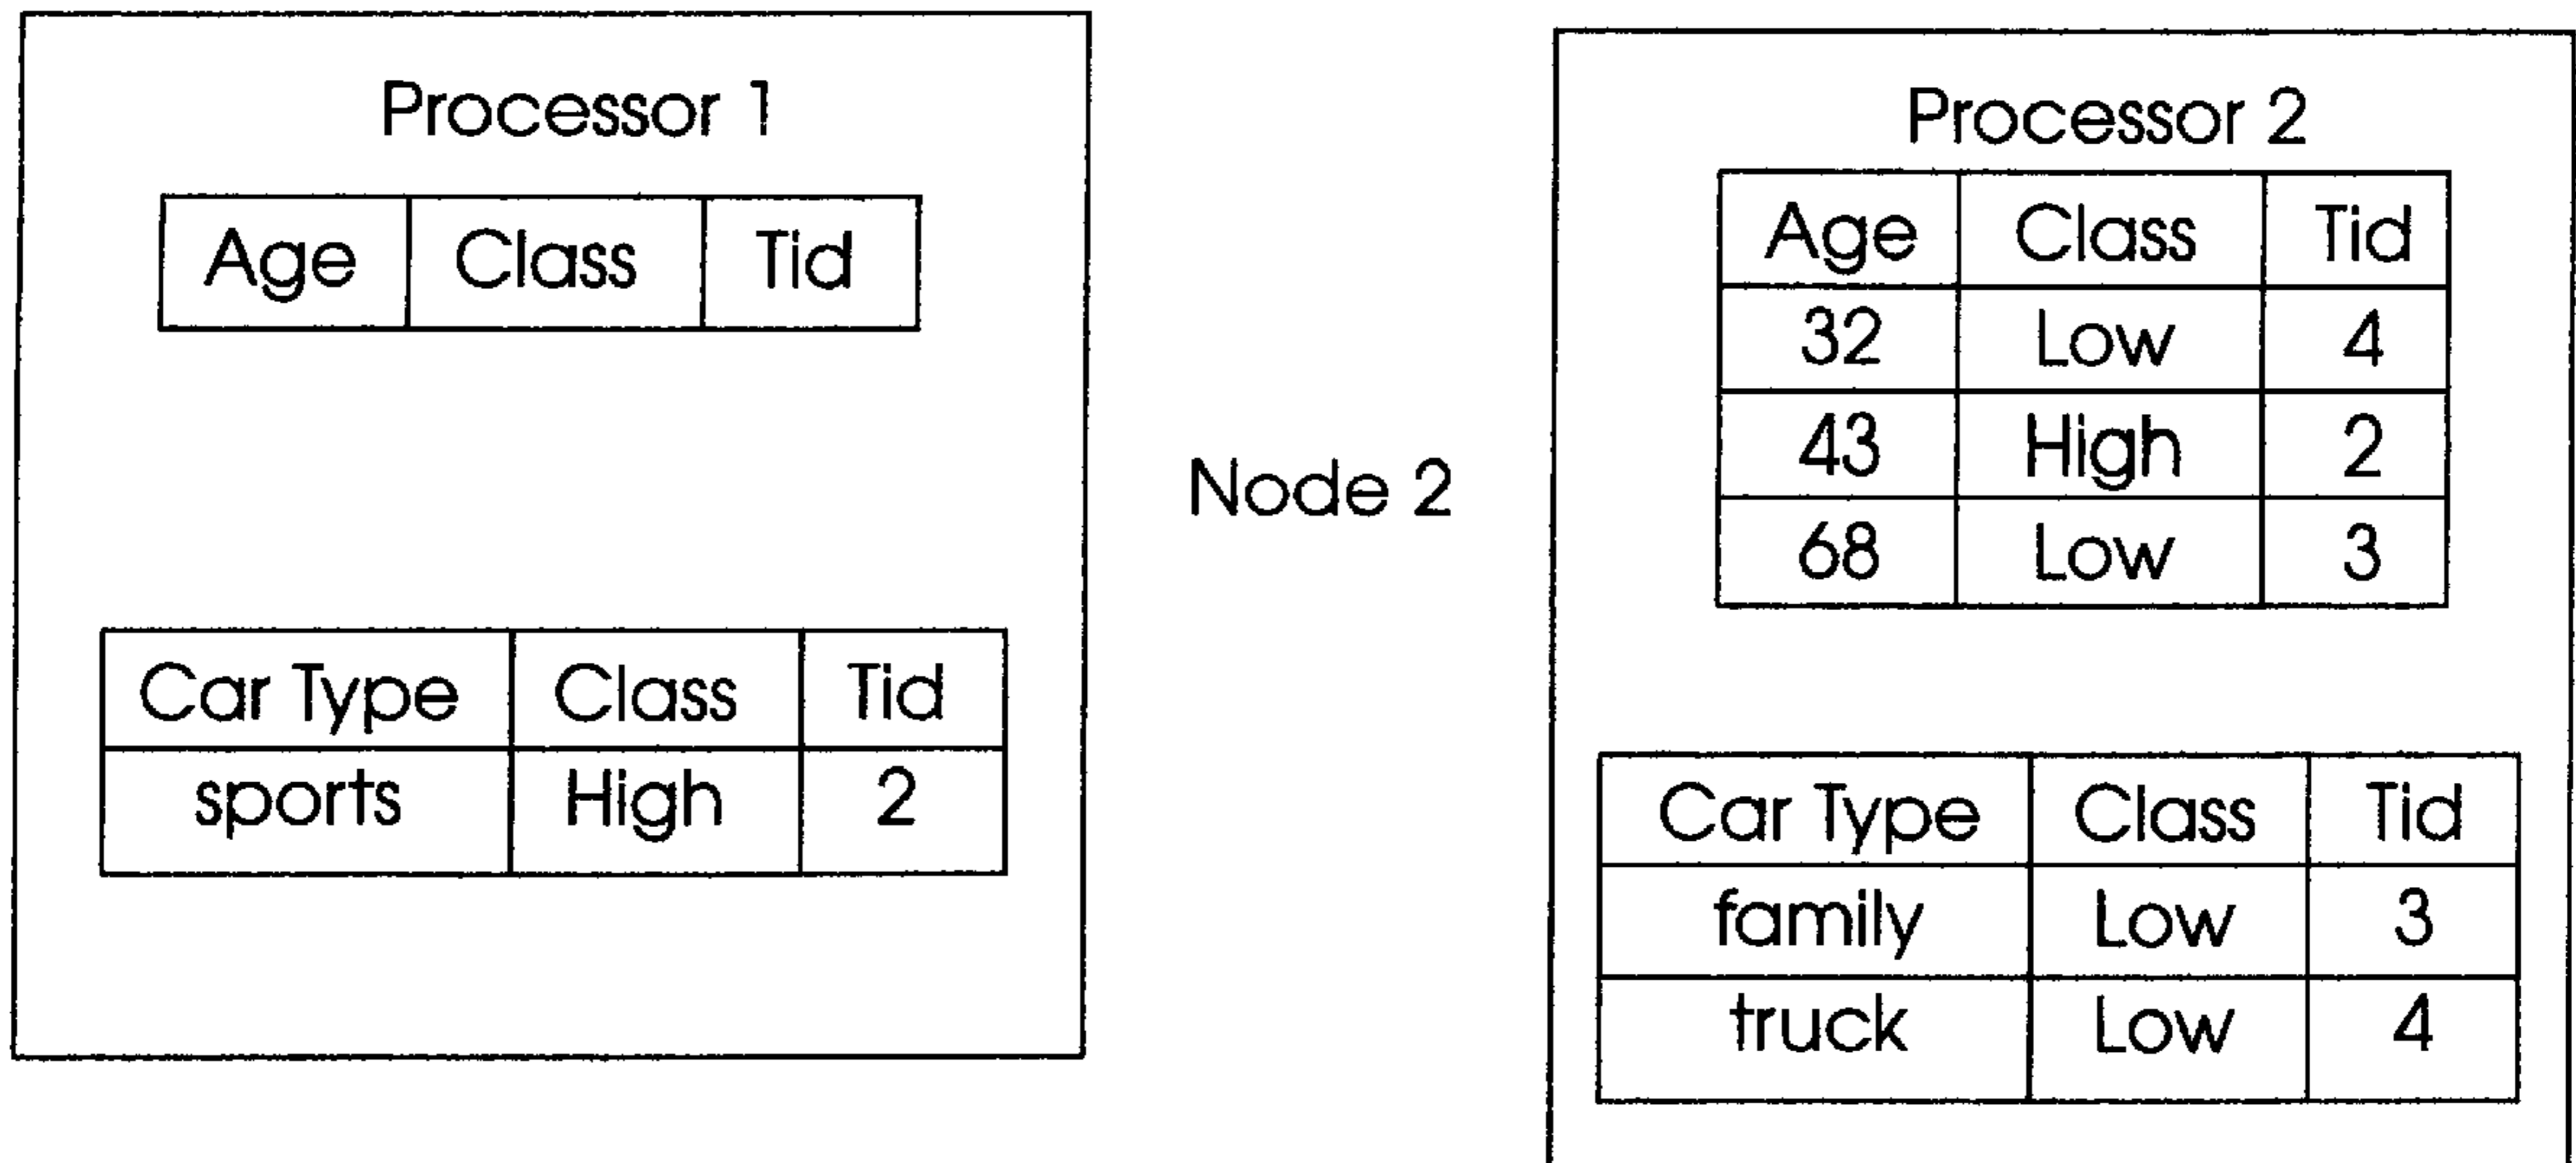 Processor 1
Age Class Tid
Car Type Class Tid
sports High 2
Node 2
Processor 2
Age Class Tid
32 Low 4
43 High 2
68 Low 3
Car Type Class Tid
family Low 3
truck Low 4